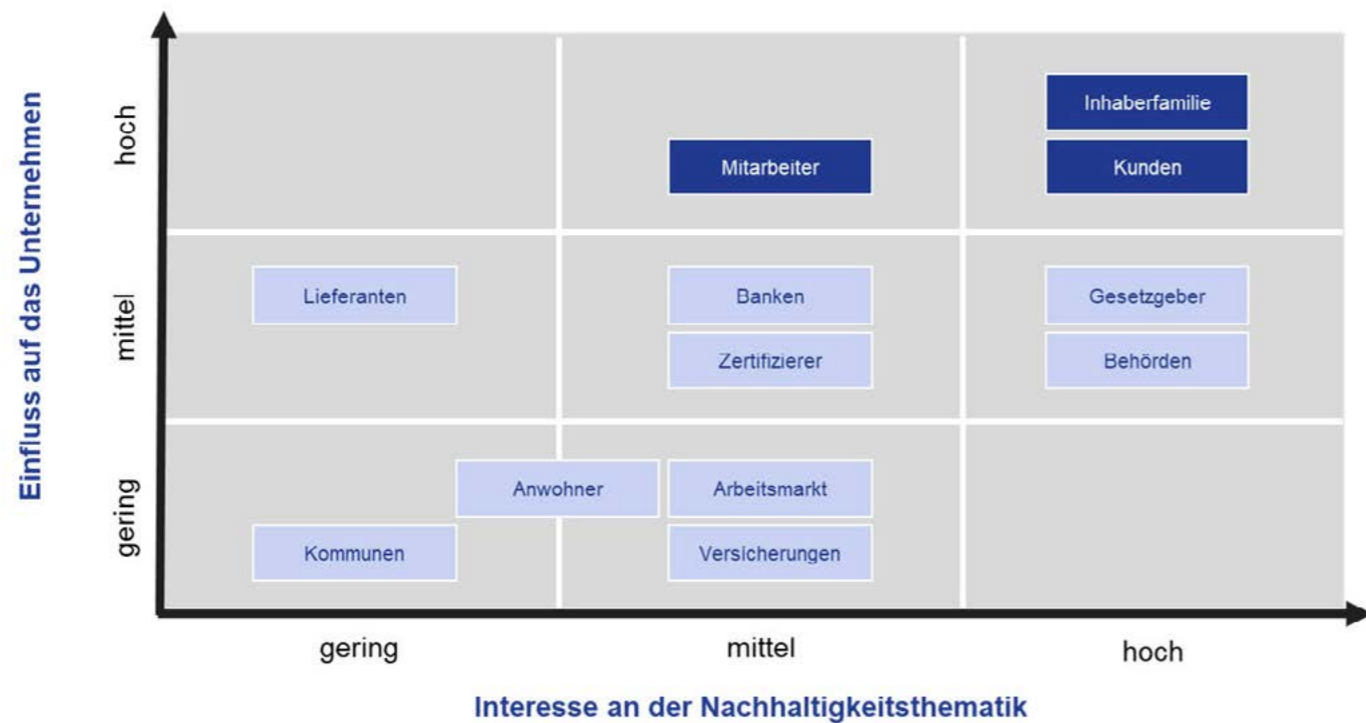 Einfluss auf das Unternehmen
hoch
mittel
gering
Inhaberfamilie
Mitarbeiter
Kunden
Lieferanten
Banken
Gesetzgeber
Zertifizierer
Behörden
Anwohner
Arbeitsmarkt
Kommunen
Versicherungen
gering
mittel
hoch
Interesse an der Nachhaltigkeitsthematik